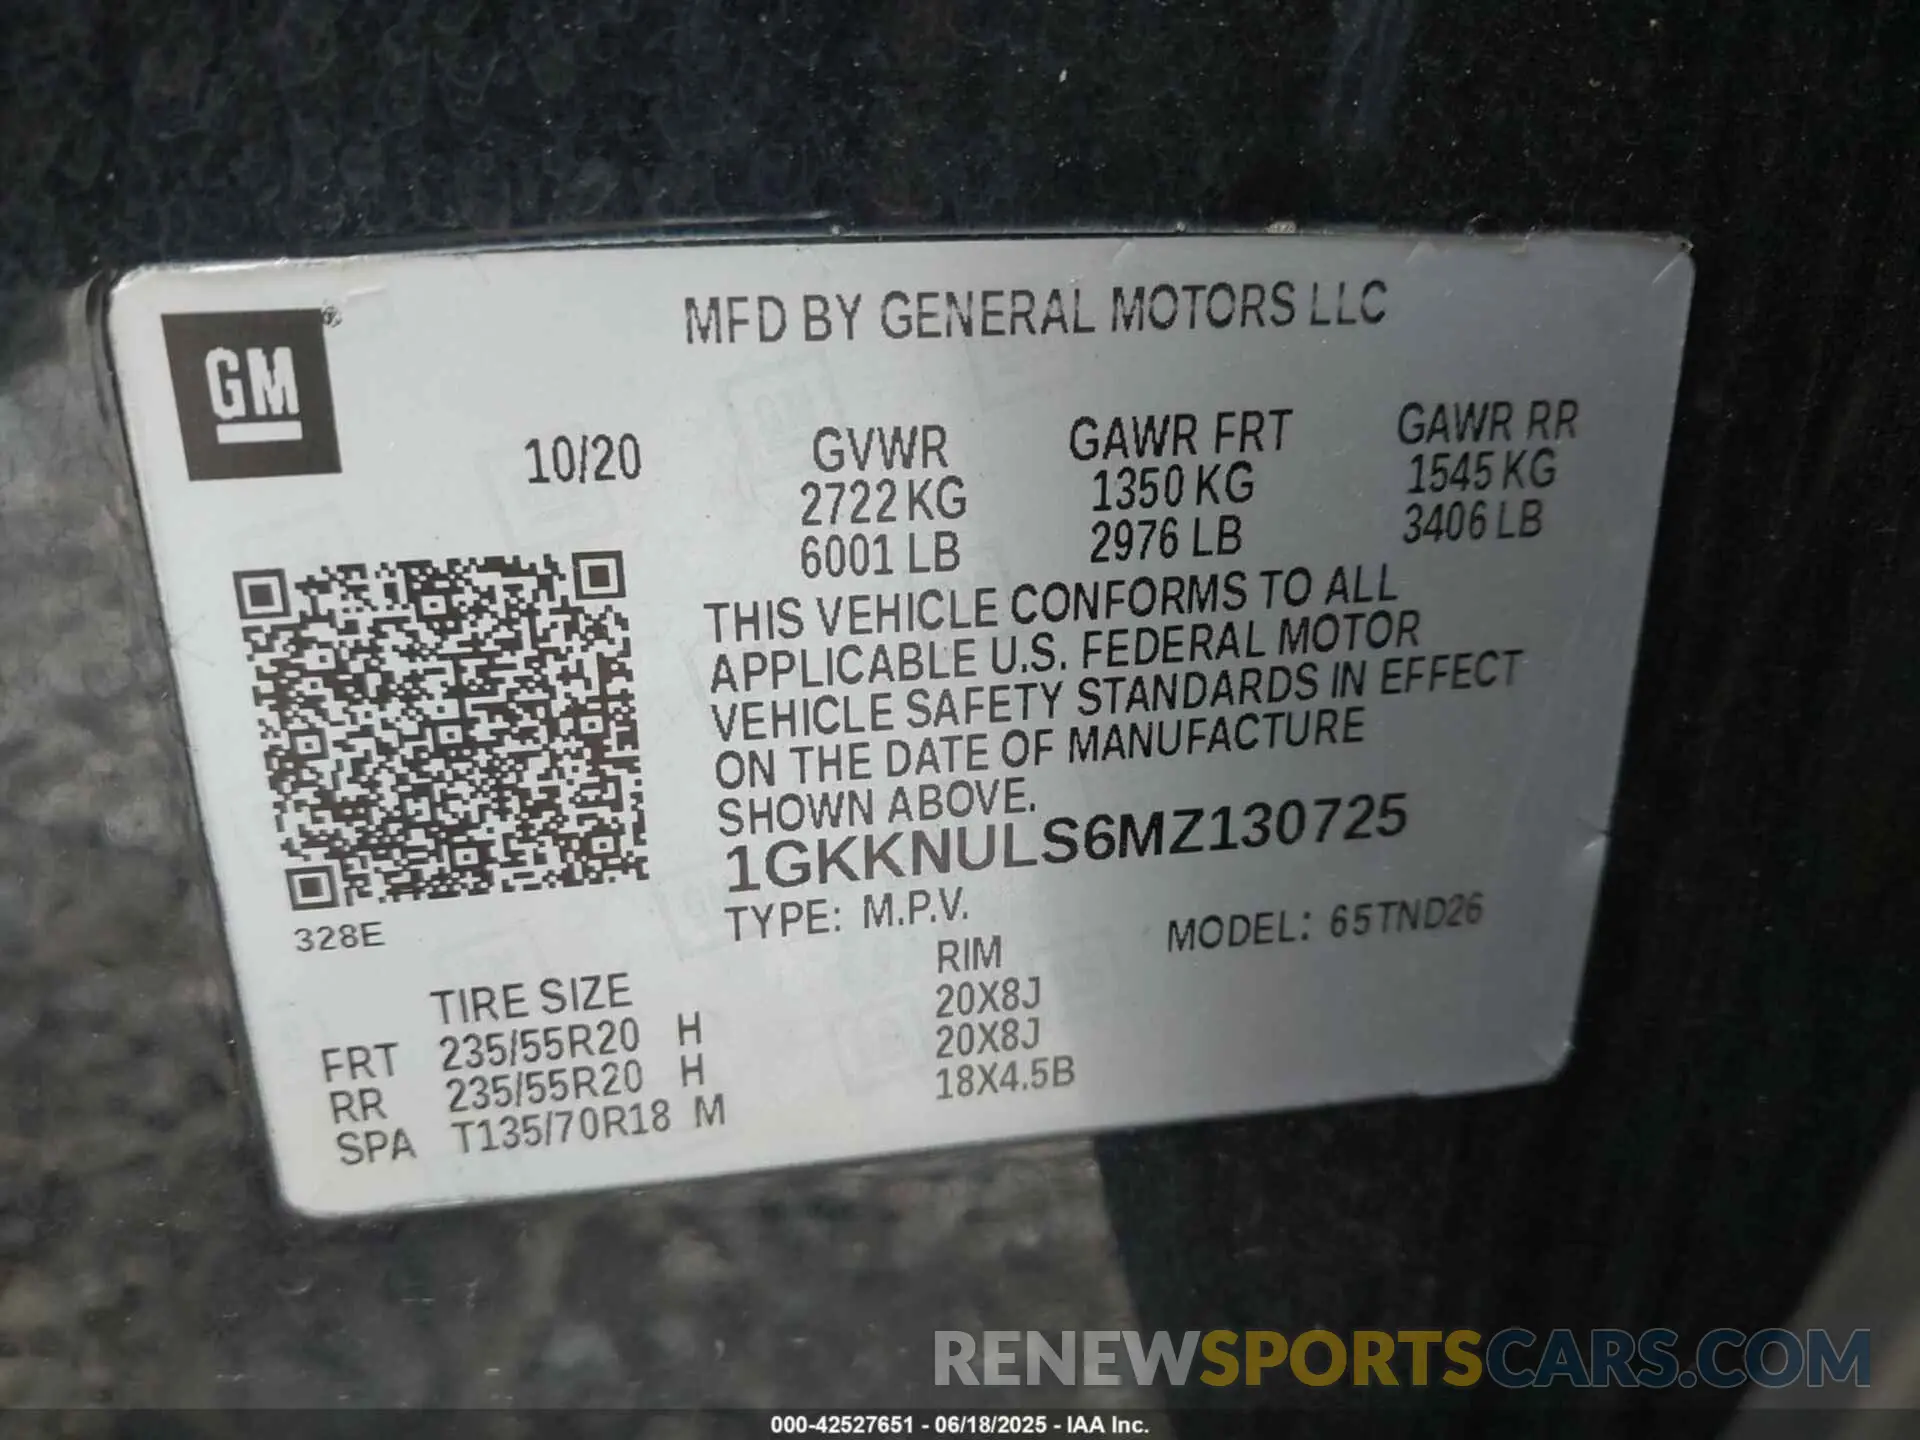 MFD BY GENERAL MOTORS LLC
GM
®
10/20
GVWR
2722 KG
6001 LB
GAWR FRT
1350 KG
2976 LB
GAWR RR
1545 KG
3406 LB
THIS VEHICLE CONFORMS TO ALL
APPLICABLE U.S. FEDERAL MOTOR
VEHICLE SAFETY STANDARDS IN EFFECT
ON THE DATE OF MANUFACTURE
SHOWN ABOVE.
1GKKNULS6MZ130725
TYPE: M.P.V.
MODEL: 65TND26
328E
TIRE SIZE RIM
FRT 235/55R20 H 20X8J
RR 235/55R20 H 20X8J
SPA T135/70R18 M 18X4.5B
RENEWSPORTSCARS.COM
000-42527651 - 06/18/2025 - IAA Inc.